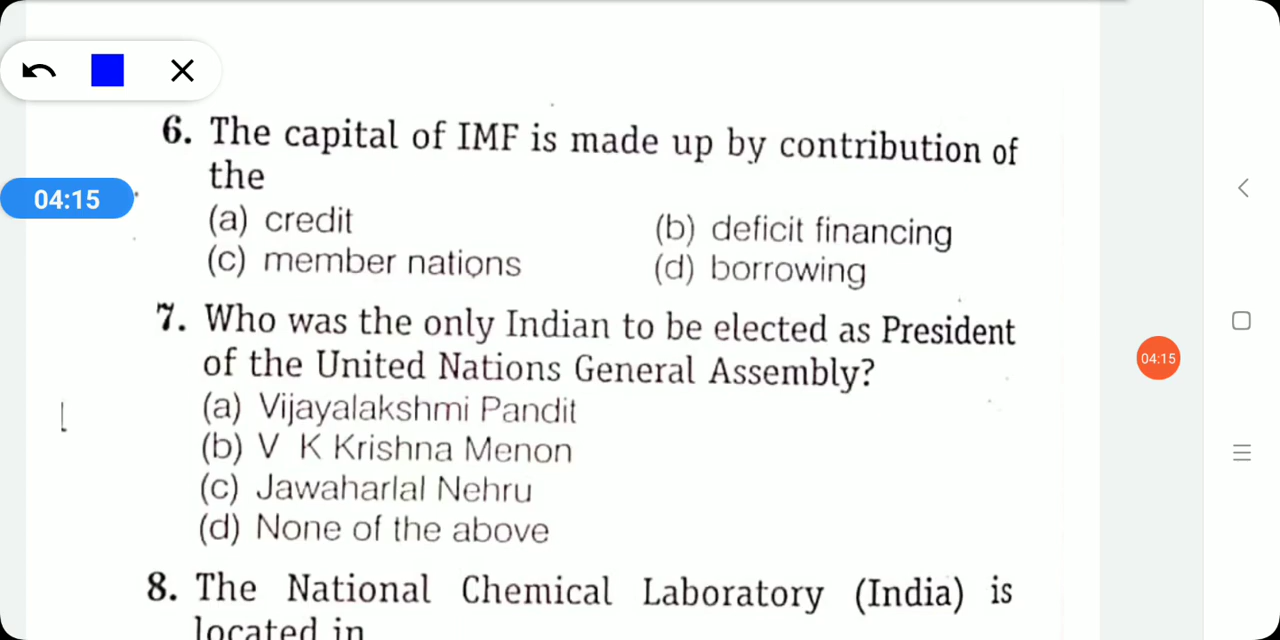 6. The capital of IMF is made up by contribution of
the
04:15
(a) credit
(b) deficit financing
(c) member nations
(d) borrowing
7. Who was the only Indian to be elected as President
of the United Nations General Assembly?
04:15
(a) Vijayalakshmi Pandit
(b) V K Krishna Menon
(c) Jawaharlal Nehru
(d) None of the above
8. The National Chemical Laboratory (India) is
located in